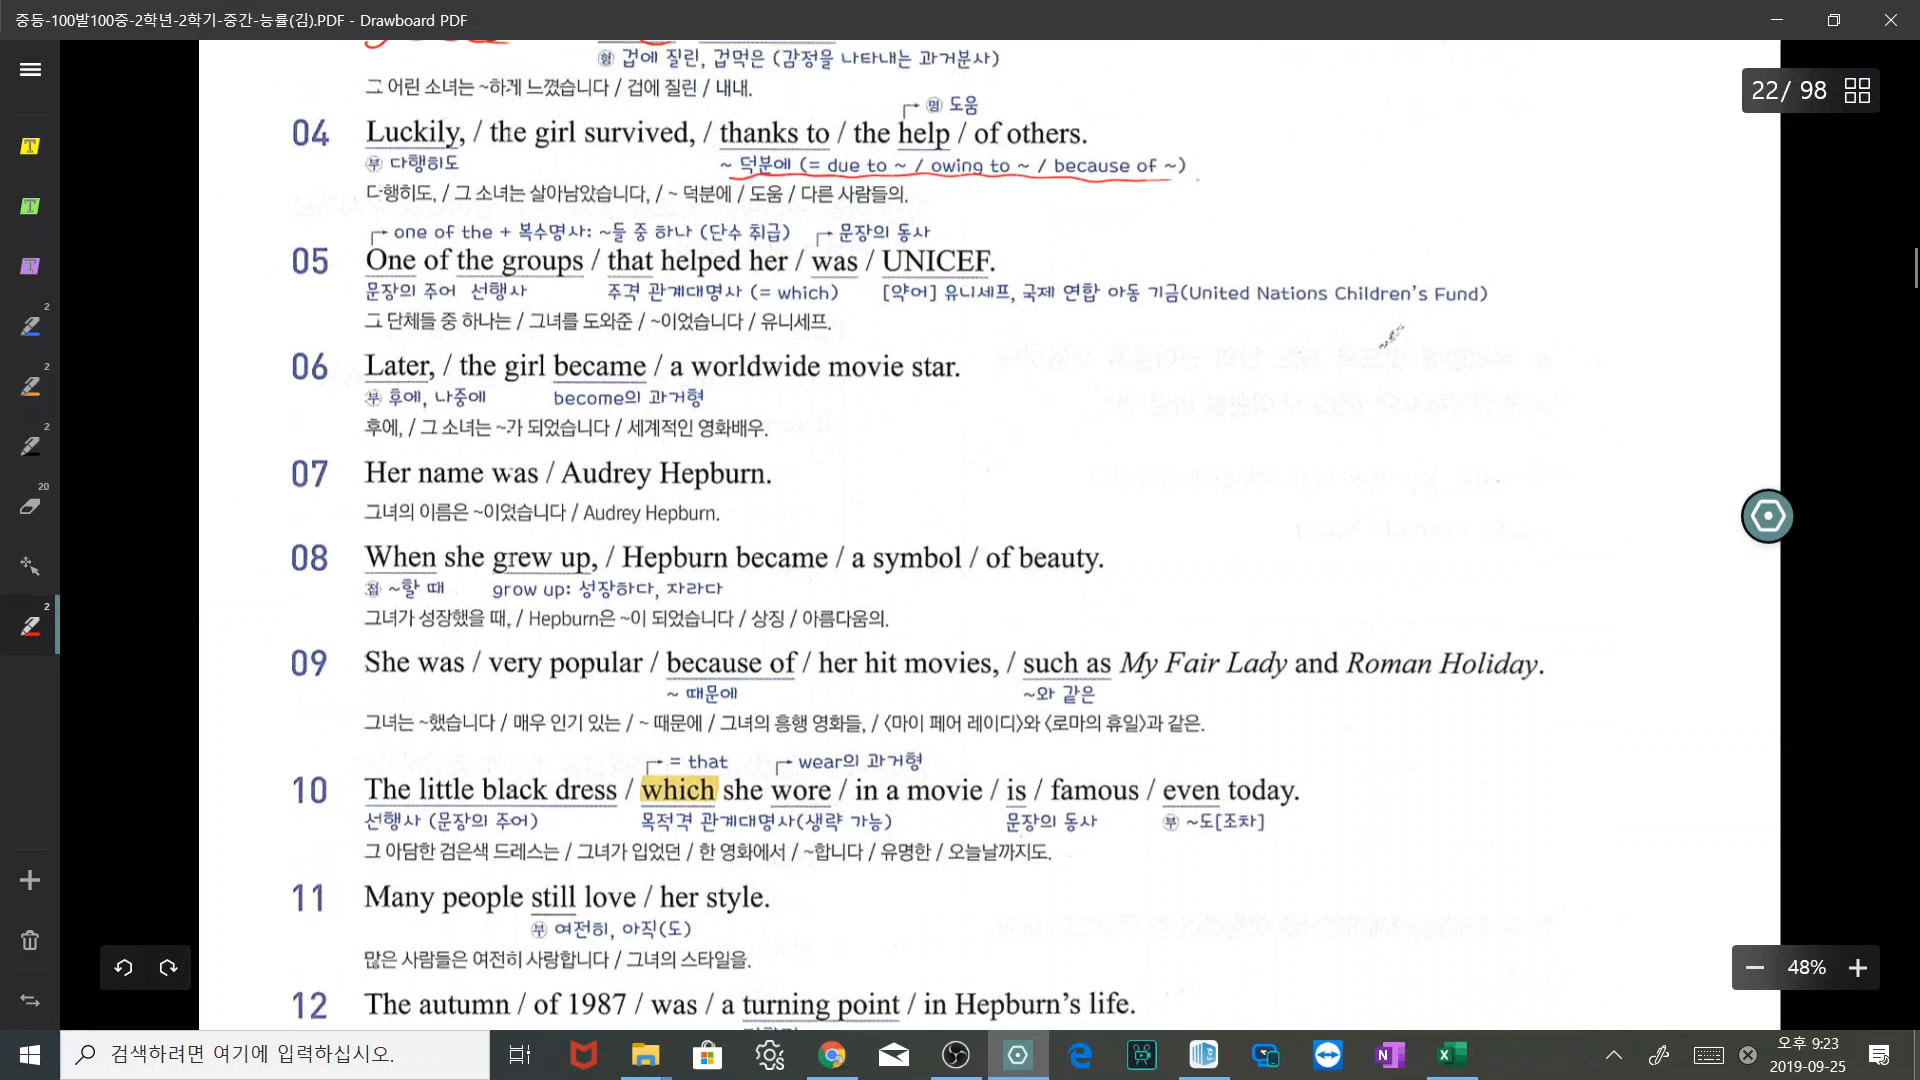 중등-100발100중-2학년-2학기-중간-능률(김).PDF - Drawboard PDF
22/ 98
형 겁에 질린, 겁먹은 (감정을 나타내는 과거분사)
그 어린 소녀는 ~하게 느꼈습니다 / 겁에 질린 / 내내.
명 도움
04 Luckily, / the girl survived, / thanks to / the help / of others.
부 다행히도 ~ 덕분에 (= due to ~ / owing to ~ / because of ~)
다행히도, / 그 소녀는 살아남았습니다, / ~ 덕분에 / 도움 / 다른 사람들의.
one of the + 복수명사: ~들 중 하나 (단수 취급) 문장의 동사
05 One of the groups / that helped her / was / UNICEF.
문장의 주어 선행사 주격 관계대명사 (= which) [약어] 유니세프, 국제 연합 아동 기금(United Nations Children's Fund)
그 단체들 중 하나는 / 그녀를 도와준 / ~이었습니다 / 유니세프.
06 Later, / the girl became / a worldwide movie star.
부 후에, 나중에 become의 과거형
후에, / 그 소녀는 ~가 되었습니다 / 세계적인 영화배우.
07 Her name was / Audrey Hepburn.
그녀의 이름은 ~이었습니다 / Audrey Hepburn.
08 When she grew up, / Hepburn became / a symbol / of beauty.
접 ~할 때 grow up: 성장하다, 자라다
그녀가 성장했을 때, / Hepburn은 ~이 되었습니다 / 상징 / 아름다움의.
09 She was / very popular / because of / her hit movies, / such as My Fair Lady and Roman Holiday.
~ 때문에 ~와 같은
그녀는 ~했습니다 / 매우 인기 있는 / ~ 때문에 / 그녀의 흥행 영화들, / 〈마이 페어 레이디〉와 〈로마의 휴일〉과 같은.
= that wear의 과거형
10 The little black dress / which she wore / in a movie / is / famous / even today.
선행사 (문장의 주어) 목적격 관계대명사(생략 가능) 문장의 동사 부 ~도[조차]
그 아담한 검은색 드레스는 / 그녀가 입었던 / 한 영화에서 / ~합니다 / 유명한 / 오늘날까지도.
11 Many people still love / her style.
부 여전히, 아직(도)
많은 사람들은 여전히 사랑합니다 / 그녀의 스타일을.
48%
12 The autumn / of 1987 / was / a turning point / in Hepburn's life.
검색하려면 여기에 입력하십시오.
오후 9:23
2019-09-25